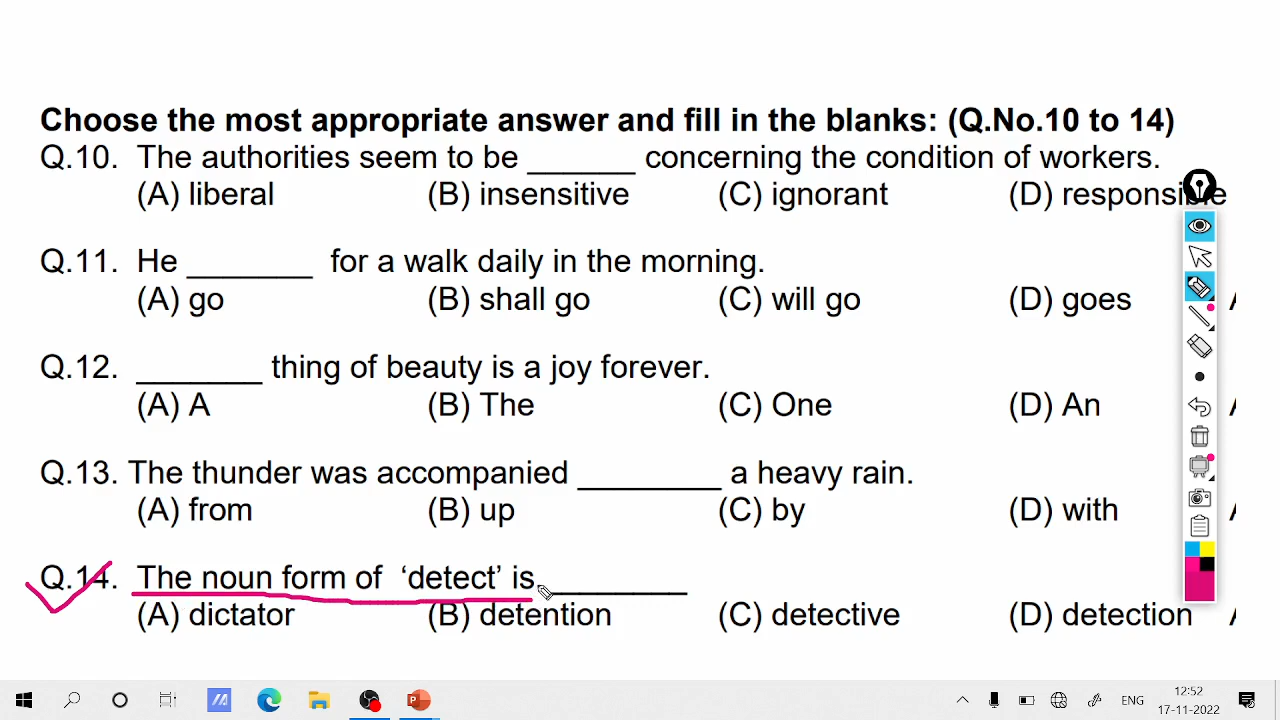 Choose the most appropriate answer and fill in the blanks: (Q.No.10 to 14)
Q.10. The authorities seem to be ______ concerning the condition of workers.
(A) liberal (B) insensitive (C) ignorant (D) responsible
Q.11. He _______ for a walk daily in the morning.
(A) go (B) shall go (C) will go (D) goes
Q.12. _______ thing of beauty is a joy forever.
(A) A (B) The (C) One (D) An
Q.13. The thunder was accompanied ________ a heavy rain.
(A) from (B) up (C) by (D) with
Q.14. The noun form of ‘detect’ is ________
(A) dictator (B) detention (C) detective (D) detection
ENG
12:52
17-11-2022